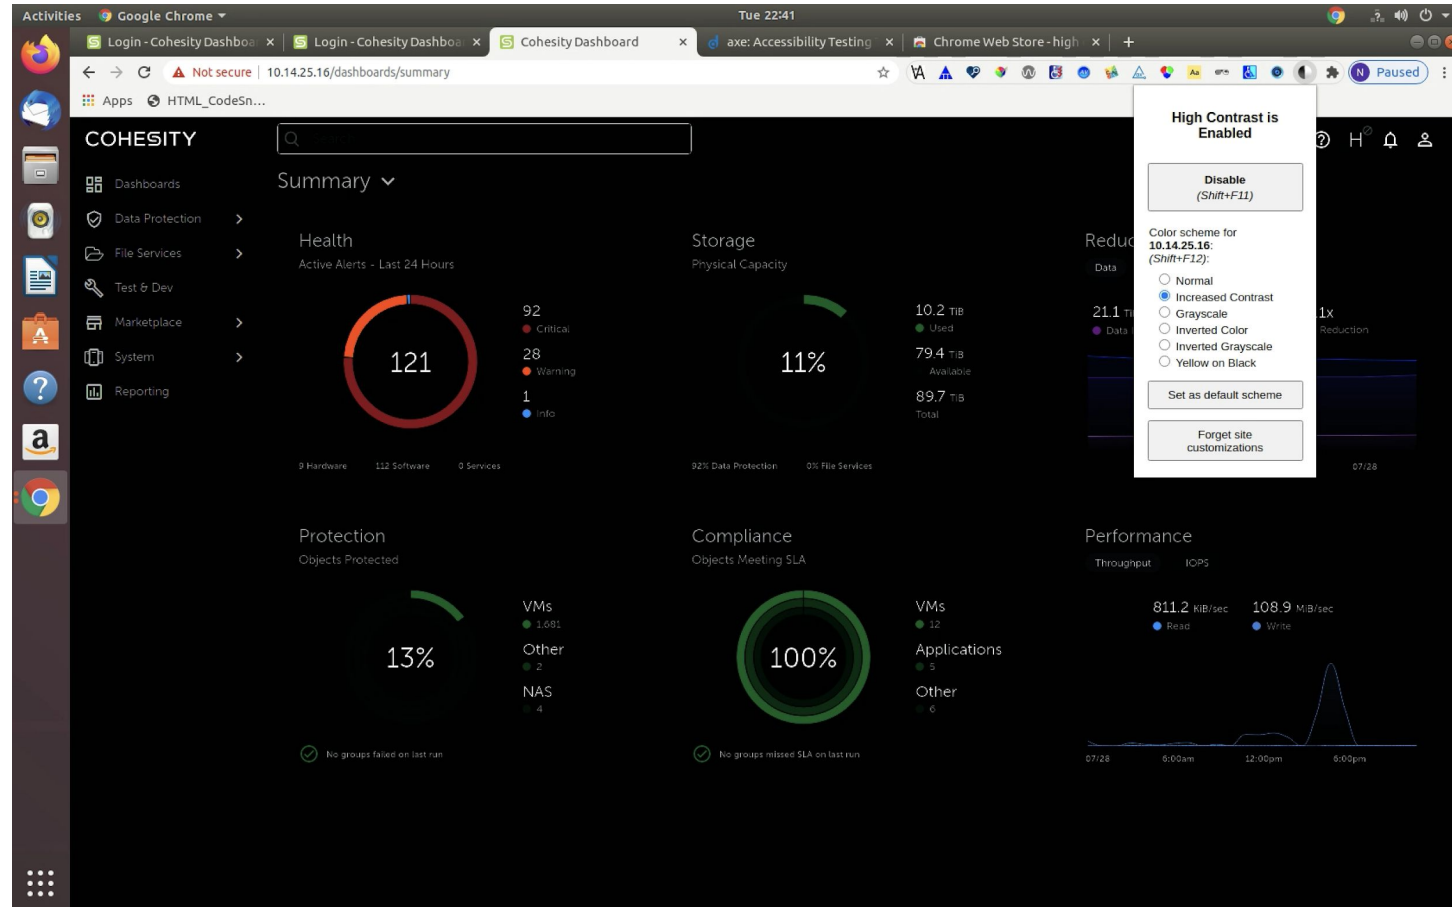 Activities
Google Chrome
Tue 22:41
Login - Cohesity Dashboa
Login - Cohesity Dashboa
Cohesity Dashboard
axe: Accessibility Testing
Chrome Web Store - high
Not secure
10.14.25.16/dashboards/summary
N Paused
Apps
HTML_CodeSn...
COHESITY
Dashboards
Data Protection
File Services
Test & Dev
Marketplace
System
Reporting
Summary
Health
Active Alerts - Last 24 Hours
121
92
Critical
28
Warning
1
Info
9 Hardware 112 Software 0 Services
Storage
Physical Capacity
11%
10.2 TiB
Used
79.4 TiB
Available
89.7 TiB
Total
92% Data Protection 0% File Services
Reduc
Data
21.1 Ti
Data
1x
Reduction
07/28
High Contrast is
Enabled
Disable
(Shift+F11)
Color scheme for
10.14.25.16:
(Shift+F12):
Normal
Increased Contrast
Grayscale
Inverted Color
Inverted Grayscale
Yellow on Black
Set as default scheme
Forget site
customizations
Protection
Objects Protected
13%
VMs
1,681
Other
2
NAS
4
No groups failed on last run
Compliance
Objects Meeting SLA
100%
VMs
12
Applications
5
Other
6
No groups missed SLA on last run
Performance
Throughput IOPS
811.2 KiB/sec 108.9 MiB/sec
Read Write
07/28 6:00am 12:00pm 6:00pm